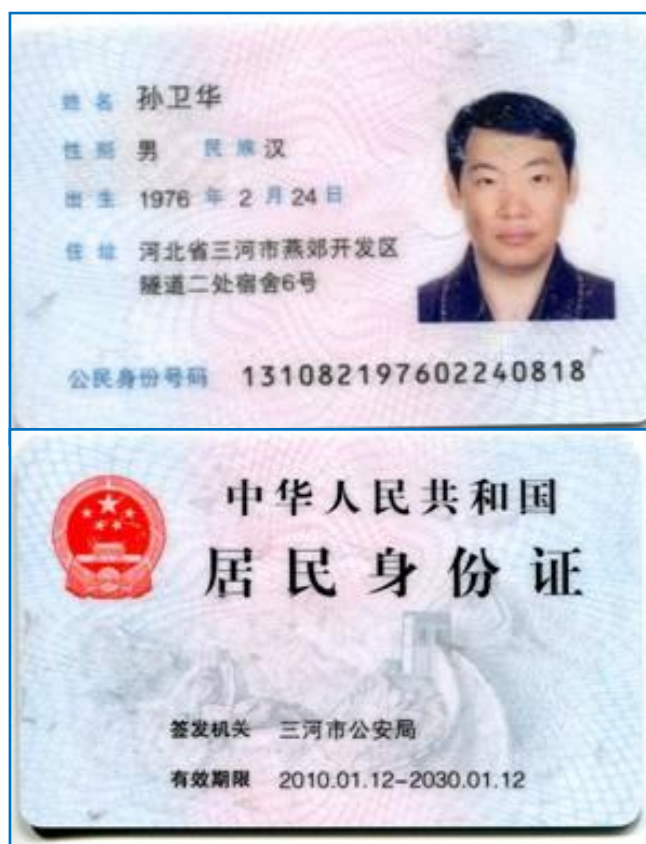 姓名 孙卫华
性别 男 民族 汉
出生 1976 年 2 月 24 日
住址 河北省三河市燕郊开发区
隧道二处宿舍6号
公民身份号码 131082197602240818
中华人民共和国
居民身份证
签发机关 三河市公安局
有效期限 2010.01.12-2030.01.12